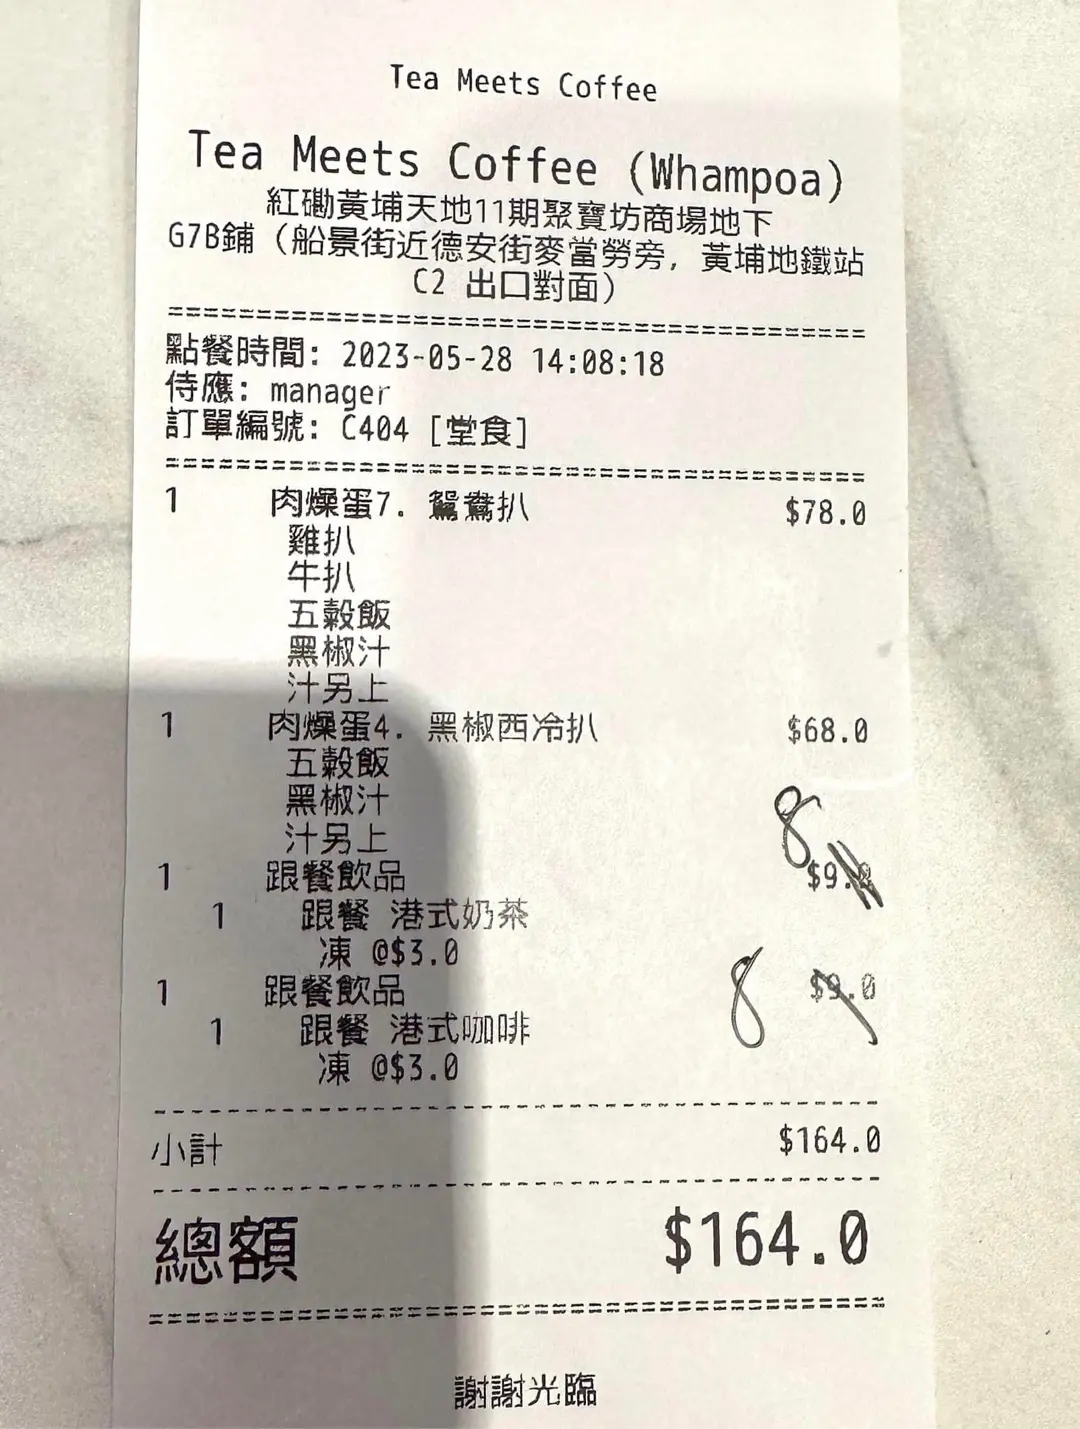 Tea Meets Coffee
Tea Meets Coffee (Whampoa)
紅磡黃埔天地11期聚寶坊商場地下
G7B鋪（船景街近德安街麥當勞旁, 黃埔地鐵站
C2 出口對面）
======================================
點餐時間: 2023-05-28 14:08:18
侍應: manager
訂單編號: C404 [堂食]
======================================
1 肉燥蛋7. 鴛鴦扒 $78.0
雞扒
牛扒
五穀飯
黑椒汁
汁另上
1 肉燥蛋4. 黑椒西冷扒 $68.0
五穀飯
黑椒汁
汁另上
8
1 跟餐飲品 $9.0
1 跟餐 港式奶茶
凍 @$3.0
1 跟餐飲品 8 $9.0
1 跟餐 港式咖啡
凍 @$3.0
--------------------------------------
小計 $164.0
--------------------------------------
總額 $164.0
======================================
謝謝光臨